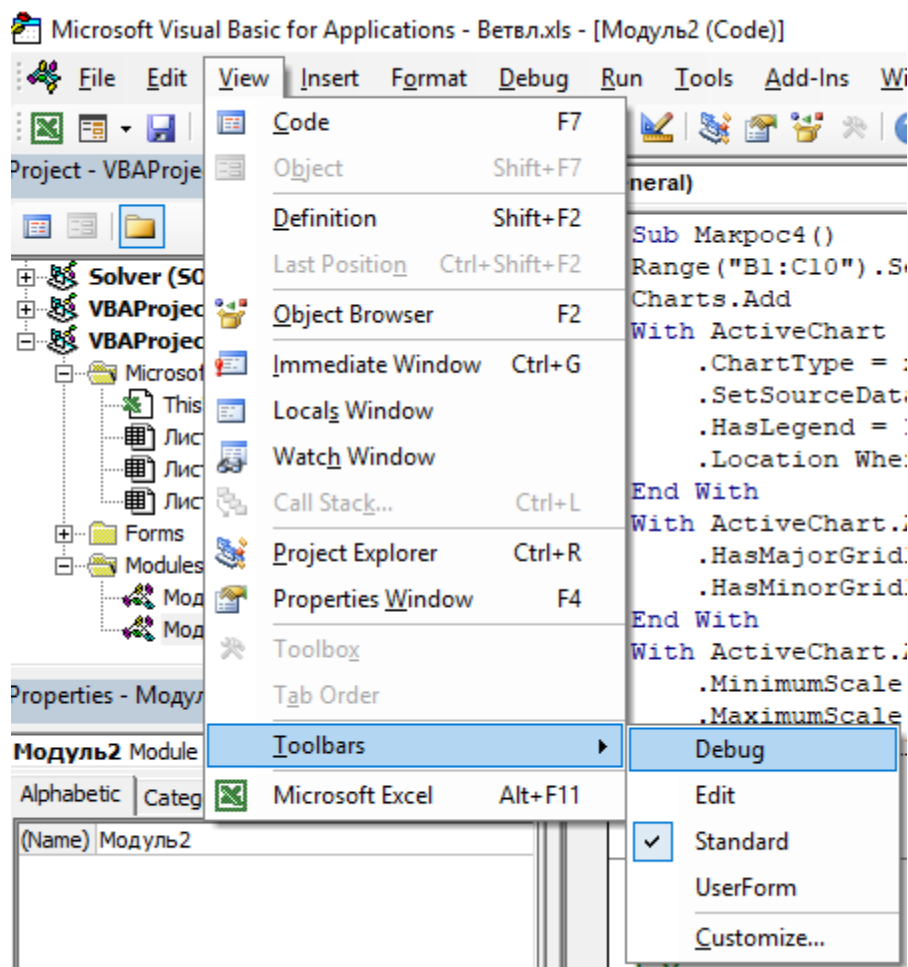 Microsoft Visual Basic for Applications - Ветвл.xls - [Модуль2 (Code)]
File Edit View Insert Format Debug Run Tools Add-Ins
Project - VBAProje
Code F7
Object Shift+F7
Definition Shift+F2
Last Position Ctrl+Shift+F2
Object Browser F2
Immediate Window Ctrl+G
Locals Window
Watch Window
Call Stack... Ctrl+L
Project Explorer Ctrl+R
Properties Window F4
Toolbox
Tab Order
Toolbars
Microsoft Excel Alt+F11
Debug
Edit
Standard
UserForm
Customize...
Solver (SO
VBAProjec
VBAProjec
Microsof
This
Лис
Лис
Лис
Forms
Modules
Мод
Мод
Properties - Модул
Модуль2 Module
Alphabetic Categ
(Name) Модуль2
neral)
Sub Макрос4()
Range("B1:C10").Se
Charts.Add
With ActiveChart
.ChartType =
.SetSourceData
.HasLegend =
.Location Whe
End With
With ActiveChart.
.HasMajorGrid
.HasMinorGrid
End With
With ActiveChart.
.MinimumScale
.MaximumScale